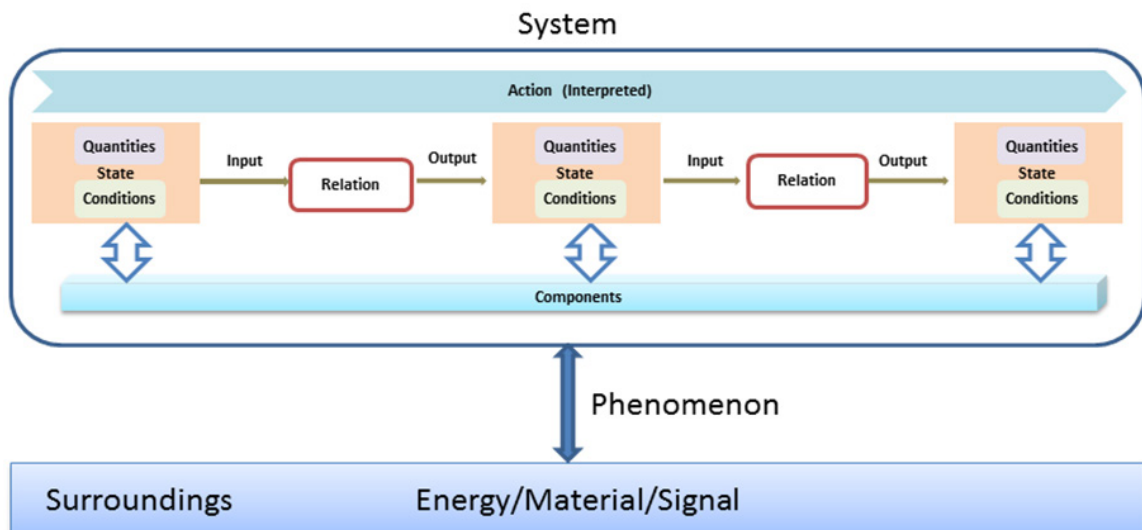 System
Action (Interpreted)
Quantities
State
Conditions
Input
Relation
Output
Quantities
State
Conditions
Input
Relation
Output
Quantities
State
Conditions
Components
Phenomenon
Surroundings Energy/Material/Signal